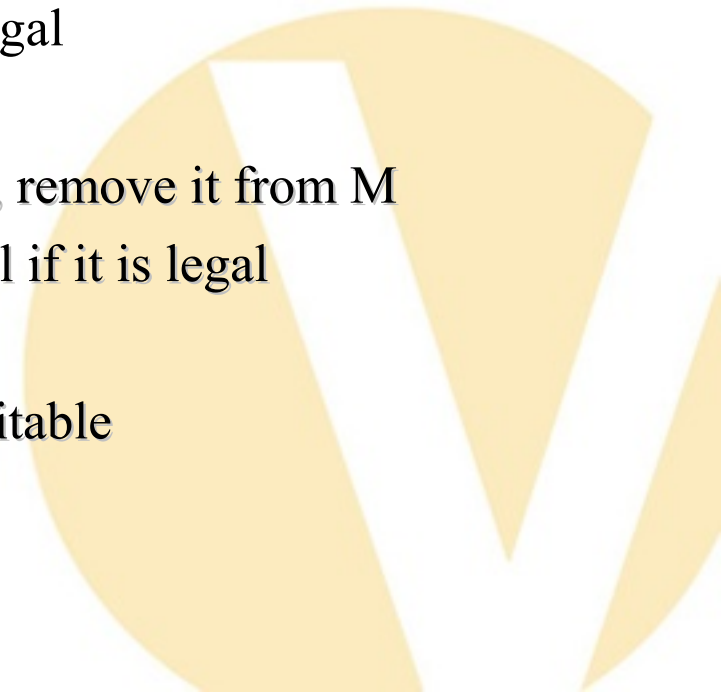 gal
, remove it from M
l if it is legal
itable